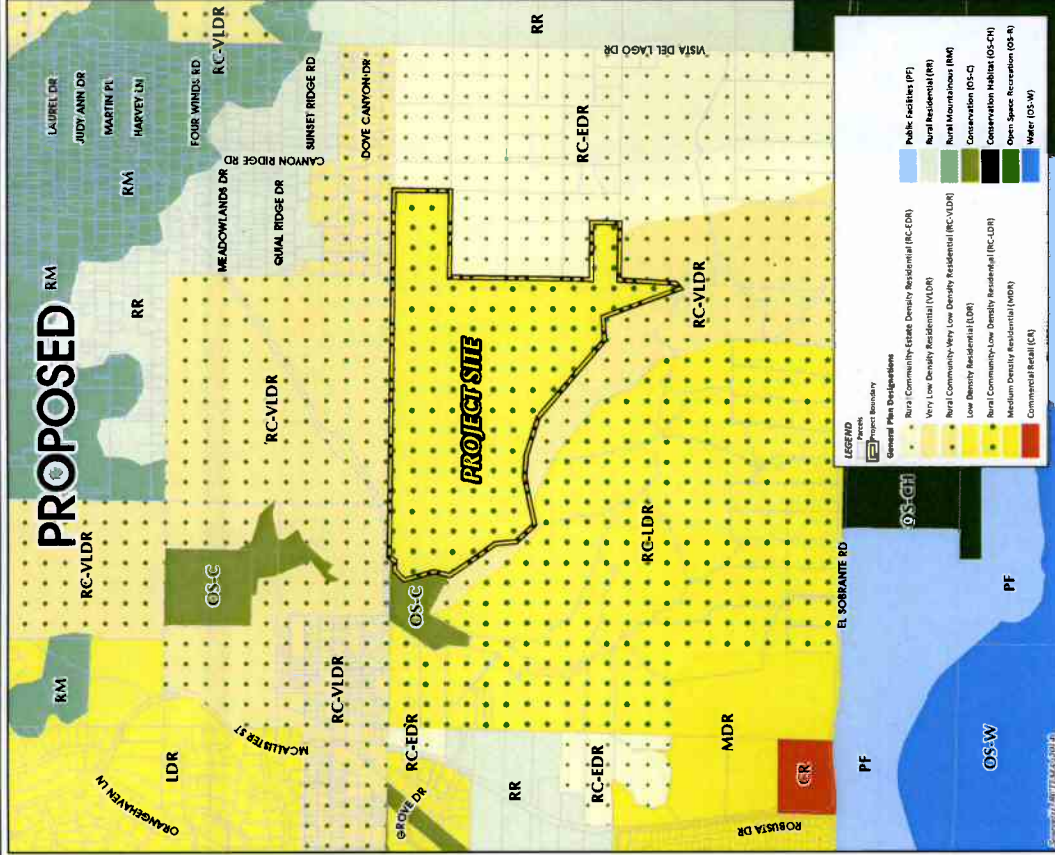 PROPOSED
RM
LAUREL DR
JUDY ANN DR
MARTIN PL
HARVEY LN
FOUR WINDS RD
RC-VLDR
RR
VISTA DEL LAGO DR
RM
SUNSET RIDGE RD
CANYON RIDGE RD
DOVE CANYON DR
MEADOWLANDS DR
QUIAL RIDGE DR
RR
RC-EDR
RC-VLDR
RC-VLDR
OS-C
RM
PROJECT SITE
RC-VLDR
OS-C
RC-LDR
RC-VLDR
LDR
MCALLISTER ST
ORANGEHAVEN LN
RC-EDR
GROVE DR
RR
RC-EDR
MDR
CR
ROBUSTA DR
EL SOBRANTE RD
OS-CH
PF
PF
OS-W
LEGEND
Parcels
Project Boundary
General Plan Designations
Rural Community-Estate Density Residential (RC-EDR)
Very Low Density Residential (VLDR)
Rural Community-Very Low Density Residential (RC-VLDR)
Low Density Residential (LDR)
Rural Community-Low Density Residential (RC-LDR)
Medium Density Residential (MDR)
Commercial Retail (CR)
Public Facilities (PF)
Rural Residential (RR)
Rural Mountainous (RM)
Conservation (OS-C)
Conservation Habitat (OS-CH)
Open Space Recreation (OS-R)
Water (OS-W)